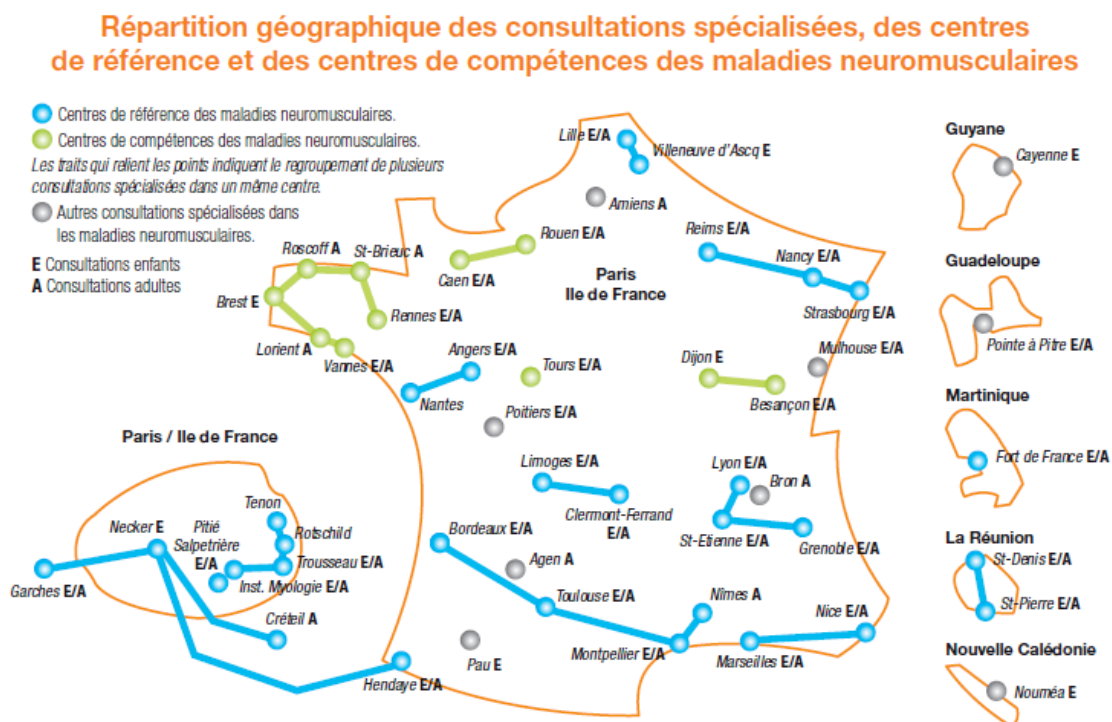 Répartition géographique des consultations spécialisées, des centres
de référence et des centres de compétences des maladies neuromusculaires
Centres de référence des maladies neuromusculaires.
Centres de compétences des maladies neuromusculaires.
Les traits qui relient les points indiquent le regroupement de plusieurs
consultations spécialisées dans un même centre.
Autres consultations spécialisées dans
les maladies neuromusculaires.
E Consultations enfants
A Consultations adultes
Lille E/A
Villeneuve d'Ascq E
Amiens A
Rouen E/A
Caen E/A
Roscoff A
St-Brieuc A
Brest E
Rennes E/A
Lorient A
Vannes E/A
Reims E/A
Nancy E/A
Strasbourg E/A
Paris
Ile de France
Mulhouse E/A
Angers E/A
Nantes
Tours E/A
Poitiers E/A
Dijon E
Besançon E/A
Limoges E/A
Clermont-Ferrand
E/A
Lyon E/A
Bron A
St-Etienne E/A
Grenoble E/A
Bordeaux E/A
Agen A
Toulouse E/A
Nîmes A
Montpellier E/A
Marseilles E/A
Nice E/A
Pau E
Hendaye E/A
Paris / Ile de France
Tenon
Necker E
Pitié
Salpetrière
E/A
Rotschild
Trousseau E/A
Inst. Myologie E/A
Garches E/A
Créteil A
Guyane
Cayenne E
Guadeloupe
Pointe à Pitre E/A
Martinique
Fort de France E/A
La Réunion
St-Denis E/A
St-Pierre E/A
Nouvelle Calédonie
Nouméa E